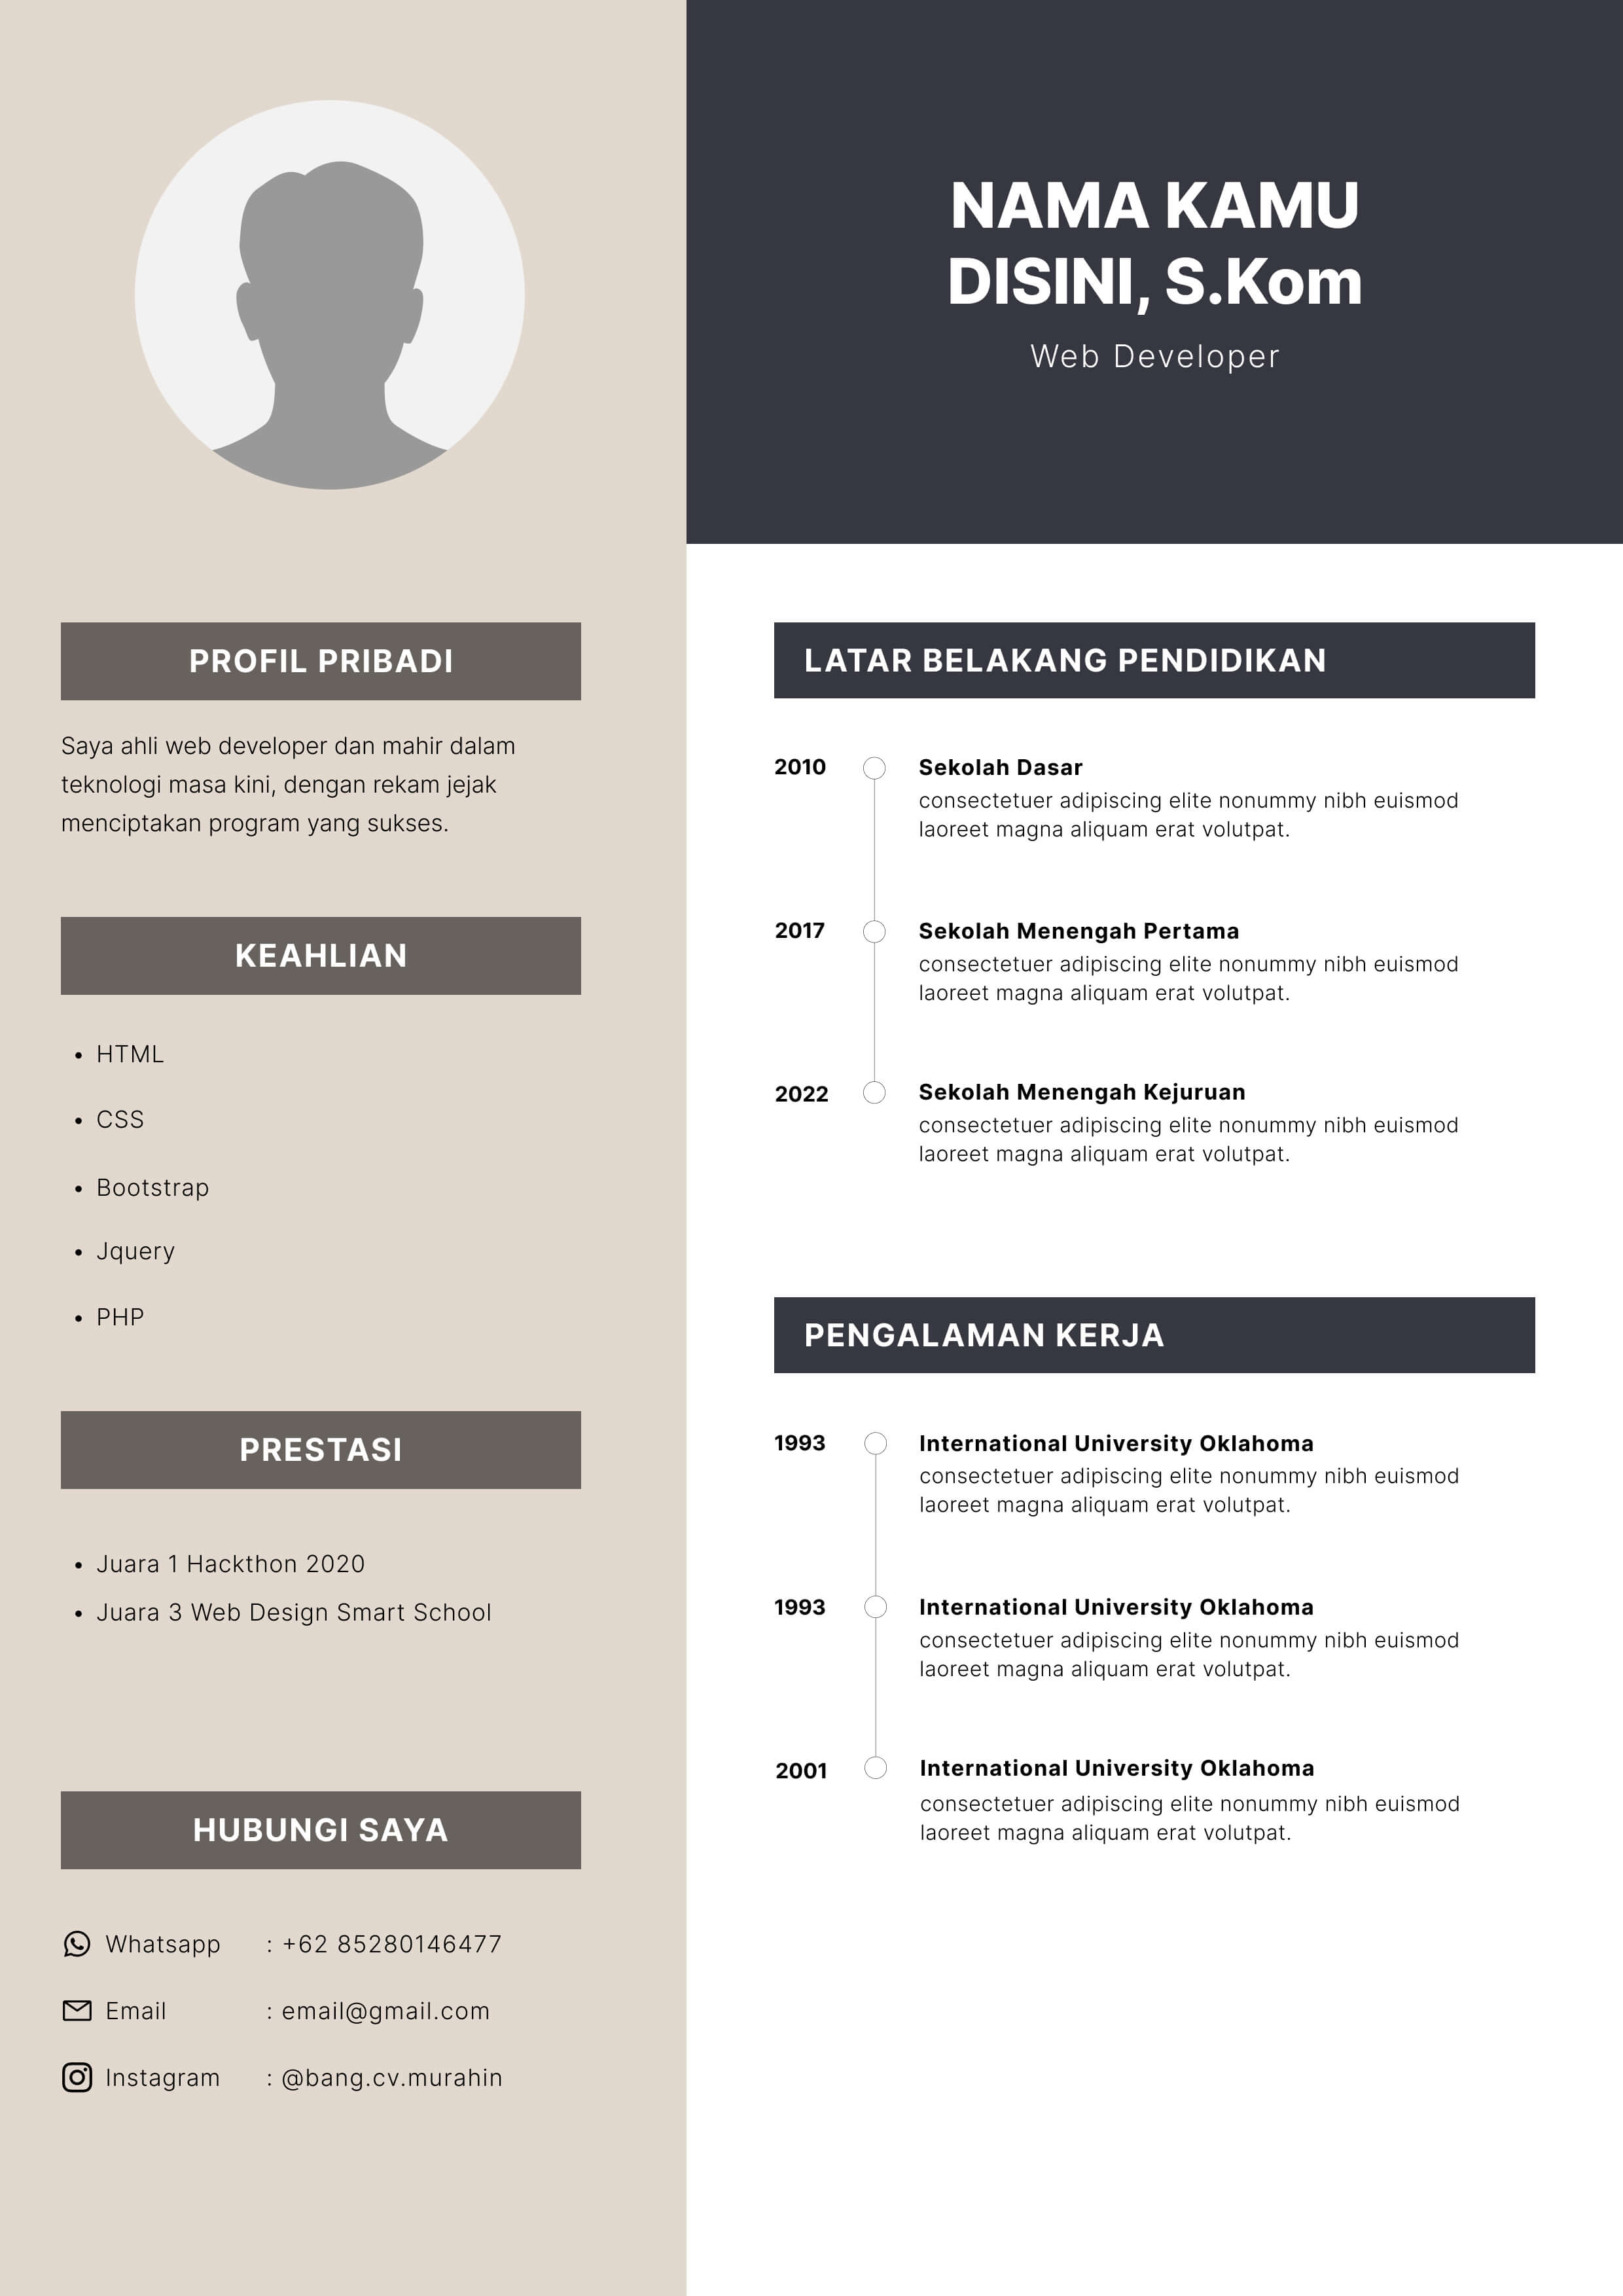 NAMA KAMU
DISINI, S.Kom
Web Developer
PROFIL PRIBADI
Saya ahli web developer dan mahir dalam
teknologi masa kini, dengan rekam jejak
menciptakan program yang sukses.
KEAHLIAN
• HTML
• CSS
• Bootstrap
• Jquery
• PHP
PRESTASI
• Juara 1 Hackthon 2020
• Juara 3 Web Design Smart School
HUBUNGI SAYA
Whatsapp : +62 85280146477
Email : email@gmail.com
Instagram : @bang.cv.murahin
LATAR BELAKANG PENDIDIKAN
2010 Sekolah Dasar
consectetuer adipiscing elite nonummy nibh euismod
laoreet magna aliquam erat volutpat.
2017 Sekolah Menengah Pertama
consectetuer adipiscing elite nonummy nibh euismod
laoreet magna aliquam erat volutpat.
2022 Sekolah Menengah Kejuruan
consectetuer adipiscing elite nonummy nibh euismod
laoreet magna aliquam erat volutpat.
PENGALAMAN KERJA
1993 International University Oklahoma
consectetuer adipiscing elite nonummy nibh euismod
laoreet magna aliquam erat volutpat.
1993 International University Oklahoma
consectetuer adipiscing elite nonummy nibh euismod
laoreet magna aliquam erat volutpat.
2001 International University Oklahoma
consectetuer adipiscing elite nonummy nibh euismod
laoreet magna aliquam erat volutpat.